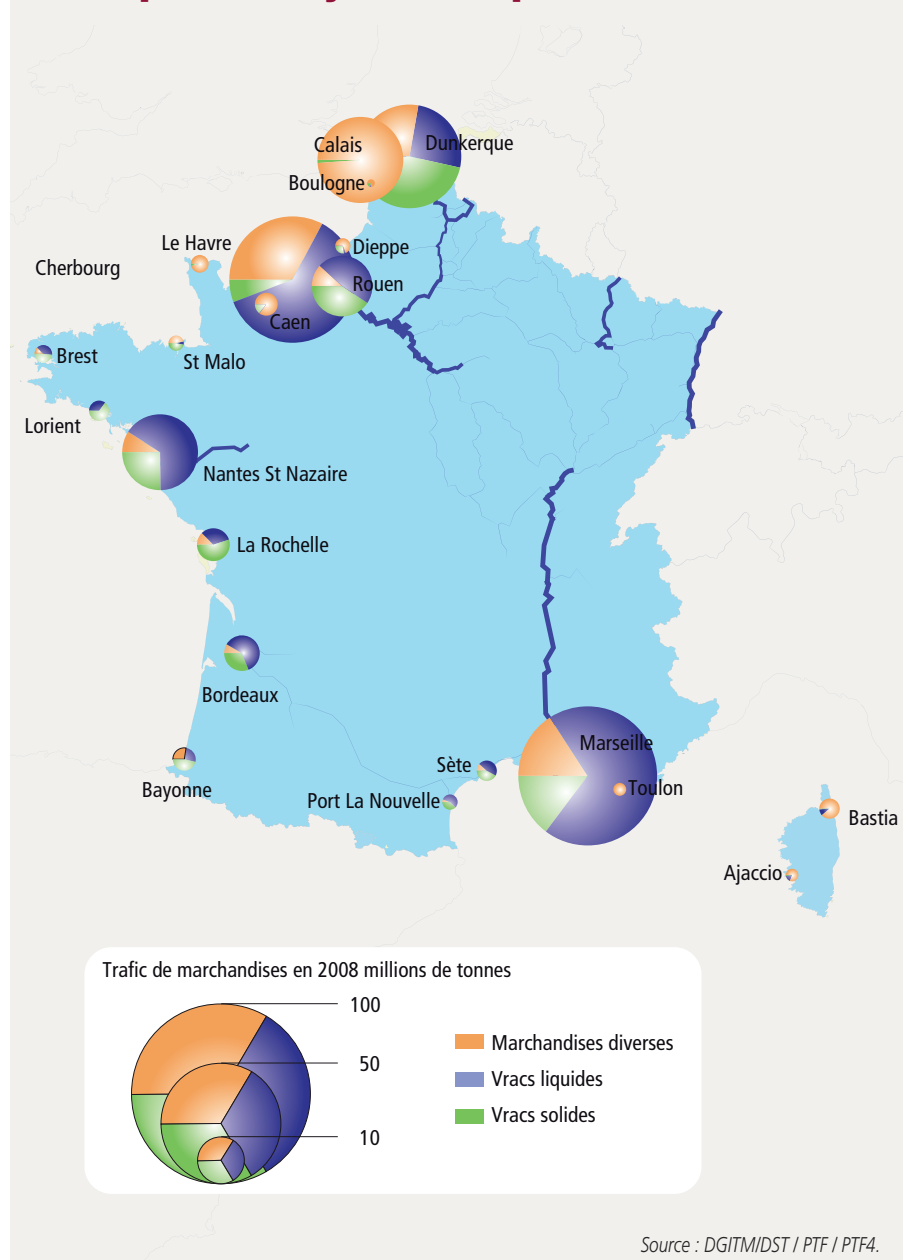 Calais
Dunkerque
Boulogne
Le Havre
Dieppe
Cherbourg
Rouen
Caen
Brest
St Malo
Lorient
Nantes St Nazaire
La Rochelle
Bordeaux
Marseille
Sète
Toulon
Bayonne
Port La Nouvelle
Bastia
Ajaccio
Trafic de marchandises en 2008 millions de tonnes
100
50
10
Marchandises diverses
Vracs liquides
Vracs solides
Source : DGITM/DST / PTF / PTF4.